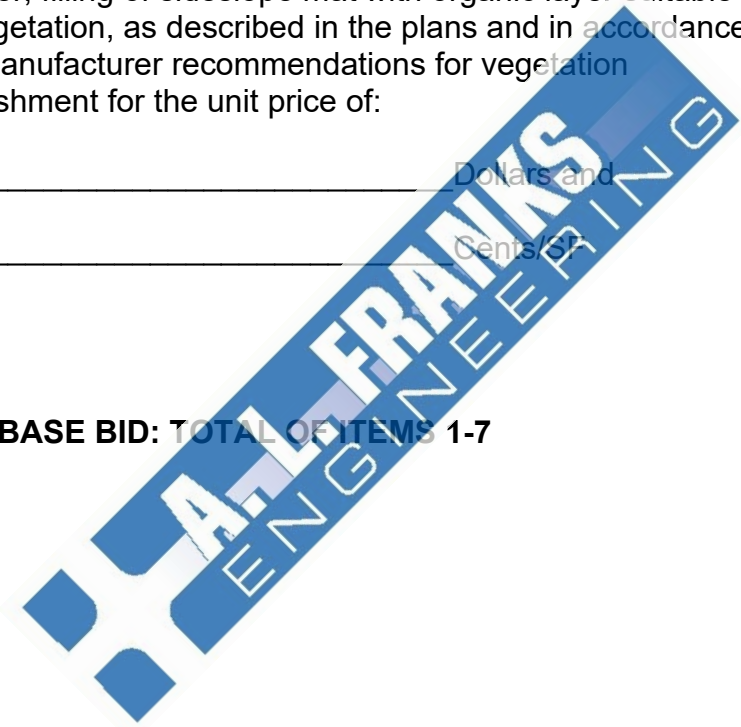 getation, as described in the plans and in accordance
anufacturer recommendations for vegetation
shment for the unit price of:
Dollars and
Cents/SF
BASE BID: TOTAL OF ITEMS 1-7
A. L. FRANKS
ENGINEERING